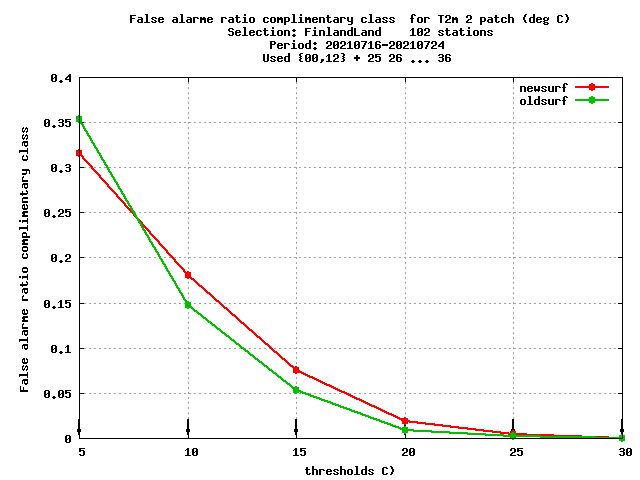 False alarme ratio complimentary class  for T2m 2 patch (deg C)
Selection: FinlandLand    102 stations
Period: 20210716-20210724
Used {00,12} + 25 26 ... 36
newsurf
oldsurf
False alarme ratio complimentary class
0.4
0.35
0.3
0.25
0.2
0.15
0.1
0.05
0
5 10 15 20 25 30
thresholds C)